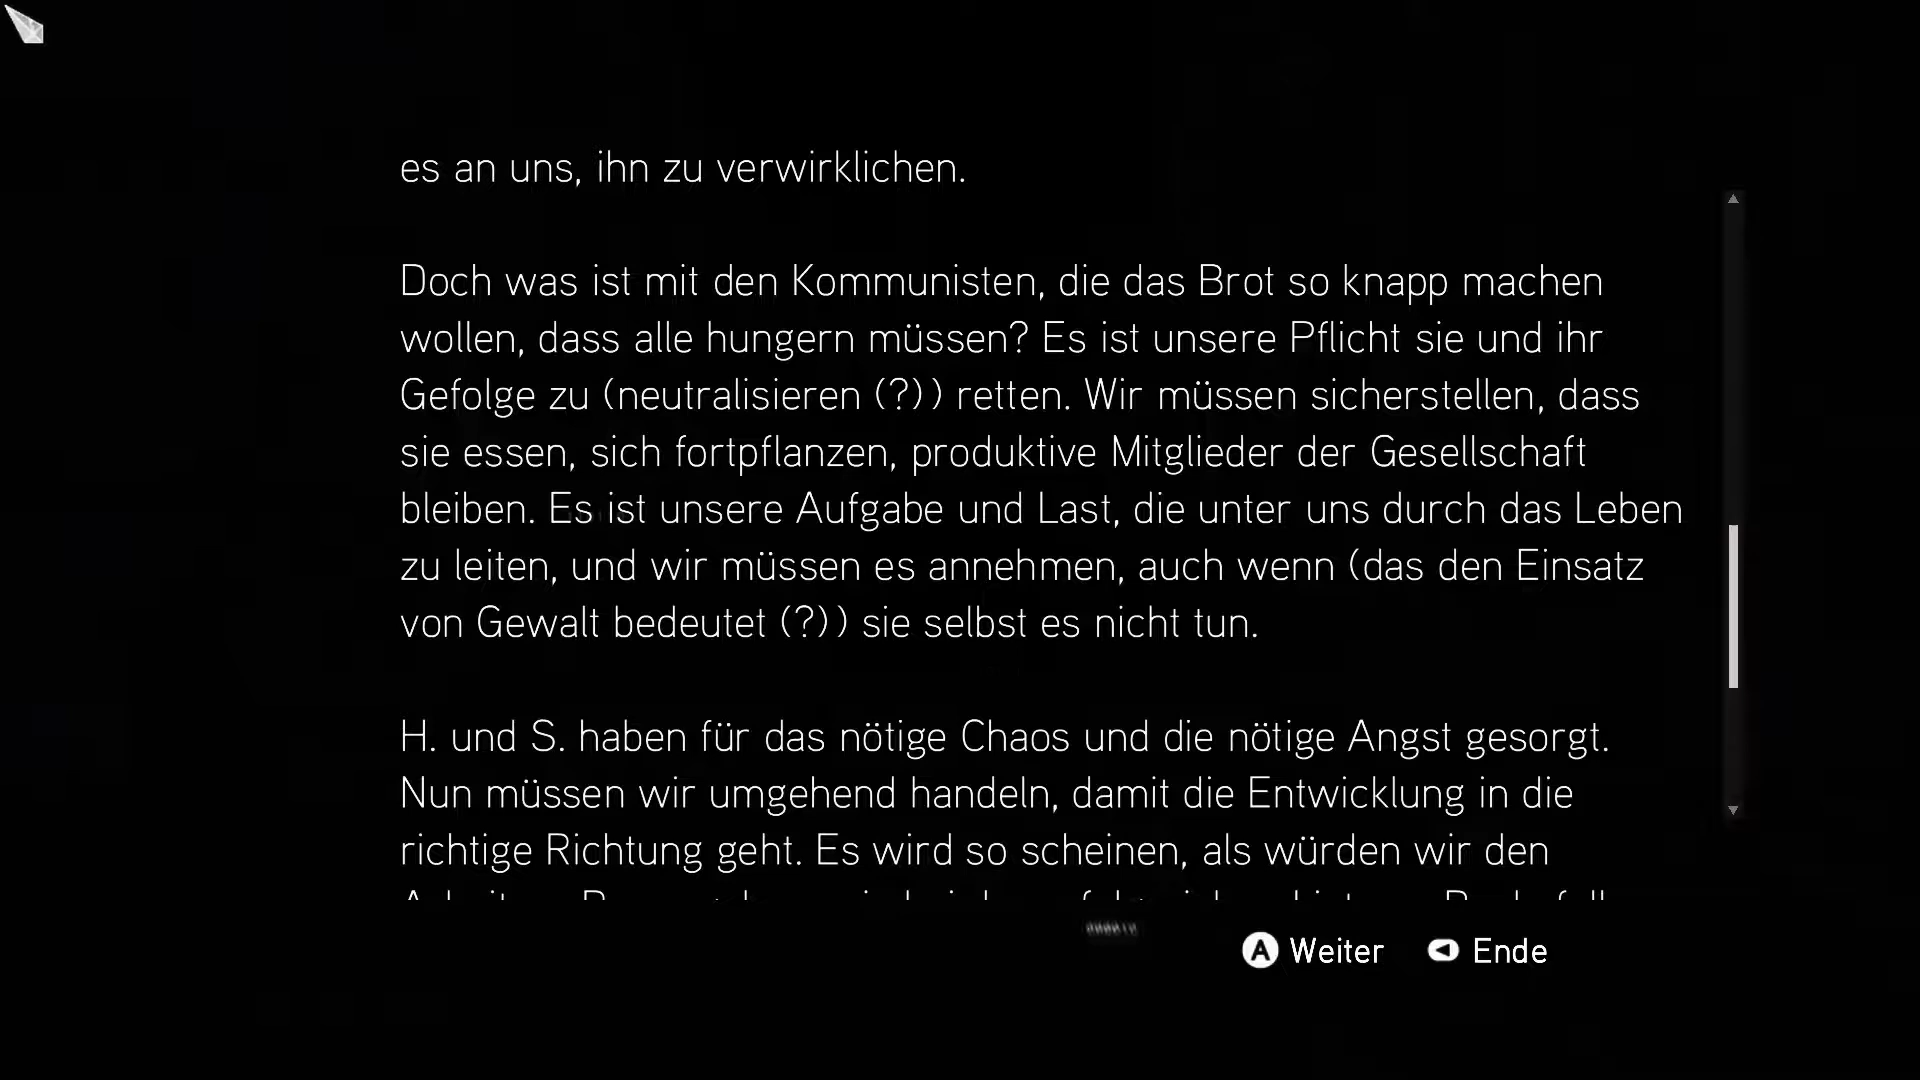 es an uns, ihn zu verwirklichen.
Doch was ist mit den Kommunisten, die das Brot so knapp machen
wollen, dass alle hungern müssen? Es ist unsere Pflicht sie und ihr
Gefolge zu (neutralisieren (?)) retten. Wir müssen sicherstellen, dass
sie essen, sich fortpflanzen, produktive Mitglieder der Gesellschaft
bleiben. Es ist unsere Aufgabe und Last, die unter uns durch das Leben
zu leiten, und wir müssen es annehmen, auch wenn (das den Einsatz
von Gewalt bedeutet (?)) sie selbst es nicht tun.
H. und S. haben für das nötige Chaos und die nötige Angst gesorgt.
Nun müssen wir umgehend handeln, damit die Entwicklung in die
richtige Richtung geht. Es wird so scheinen, als würden wir den
A Weiter Ende